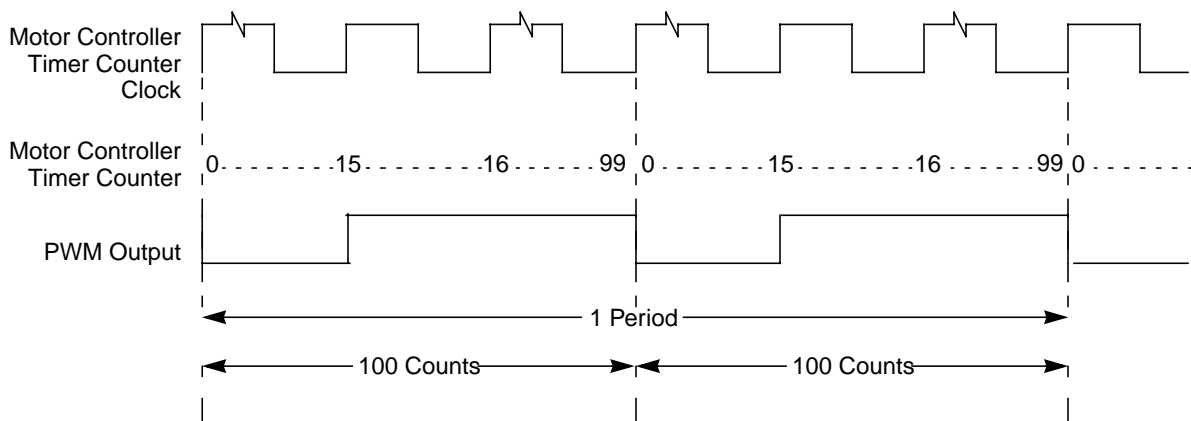 Motor Controller
Timer Counter
Clock
Motor Controller
Timer Counter
0 15 16 99 0 15 16 99 0
PWM Output
1 Period
100 Counts 100 Counts